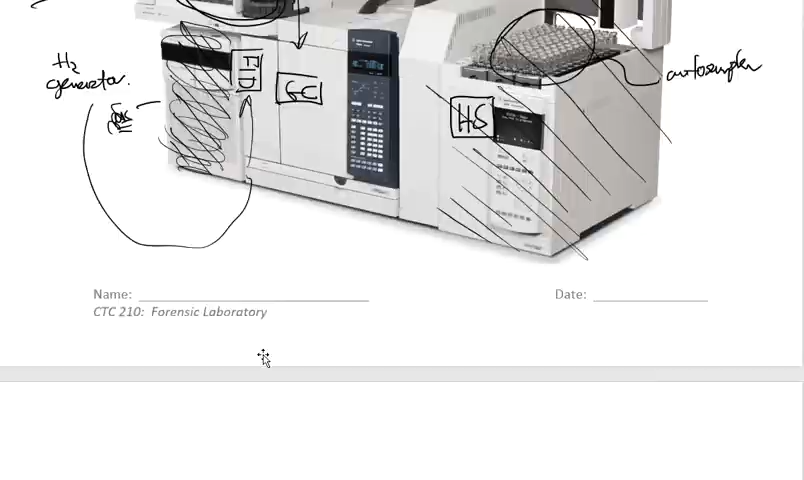 H2
generator.
FID
GC
HS
autosampler
Name:
Date:
CTC 210: Forensic Laboratory